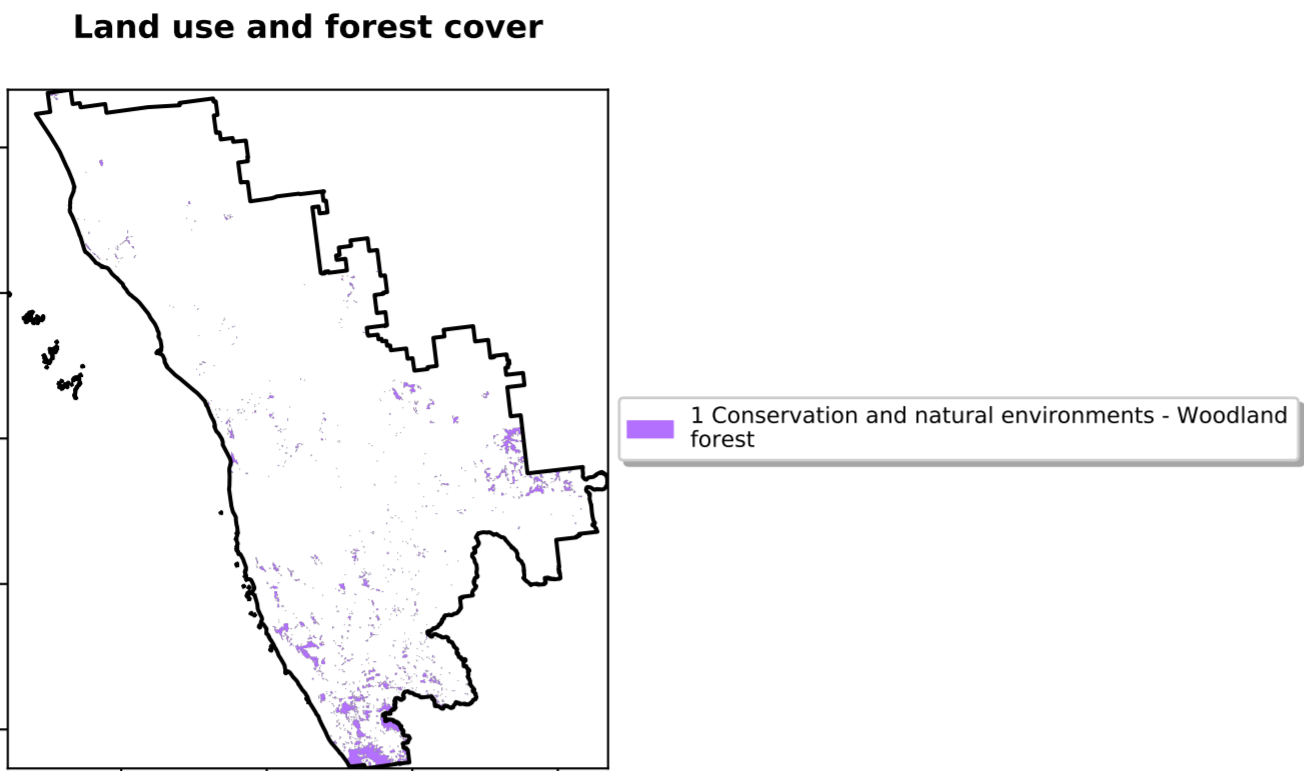 Land use and forest cover
1 Conservation and natural environments - Woodland
forest